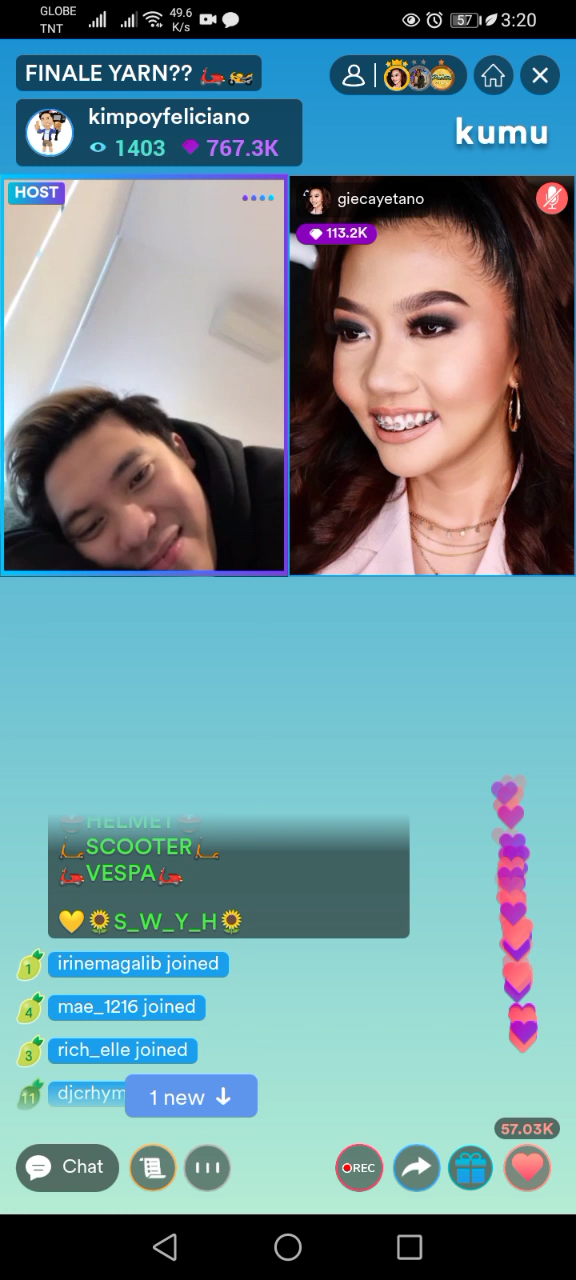 GLOBE
TNT
49.6
K/s
57
3:20
FINALE YARN?? 🛵🏍️
kimpoyfeliciano
1403
767.3K
kumu
HOST
giecayetano
113.2K
HELMET
🛴SCOOTER🛴
🛵VESPA🛵
💛🌻S_W_Y_H🌻
1
irinemagalib joined
4
mae_1216 joined
3
rich_elle joined
11
djcrhym
1 new ↓
57.03K
Chat
REC